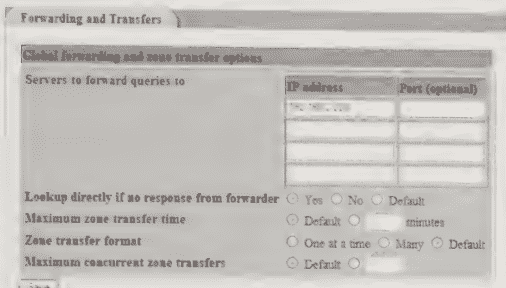 Forwarding and Transfers
Global forwarding and zone transfer options
Servers to forward queries to
IP address Port (optional)
Lookup directly if no response from forwarder Yes No Default
Maximum zone transfer time Default minutes
Zone transfer format One at a time Many Default
Maximum concurrent zone transfers Default